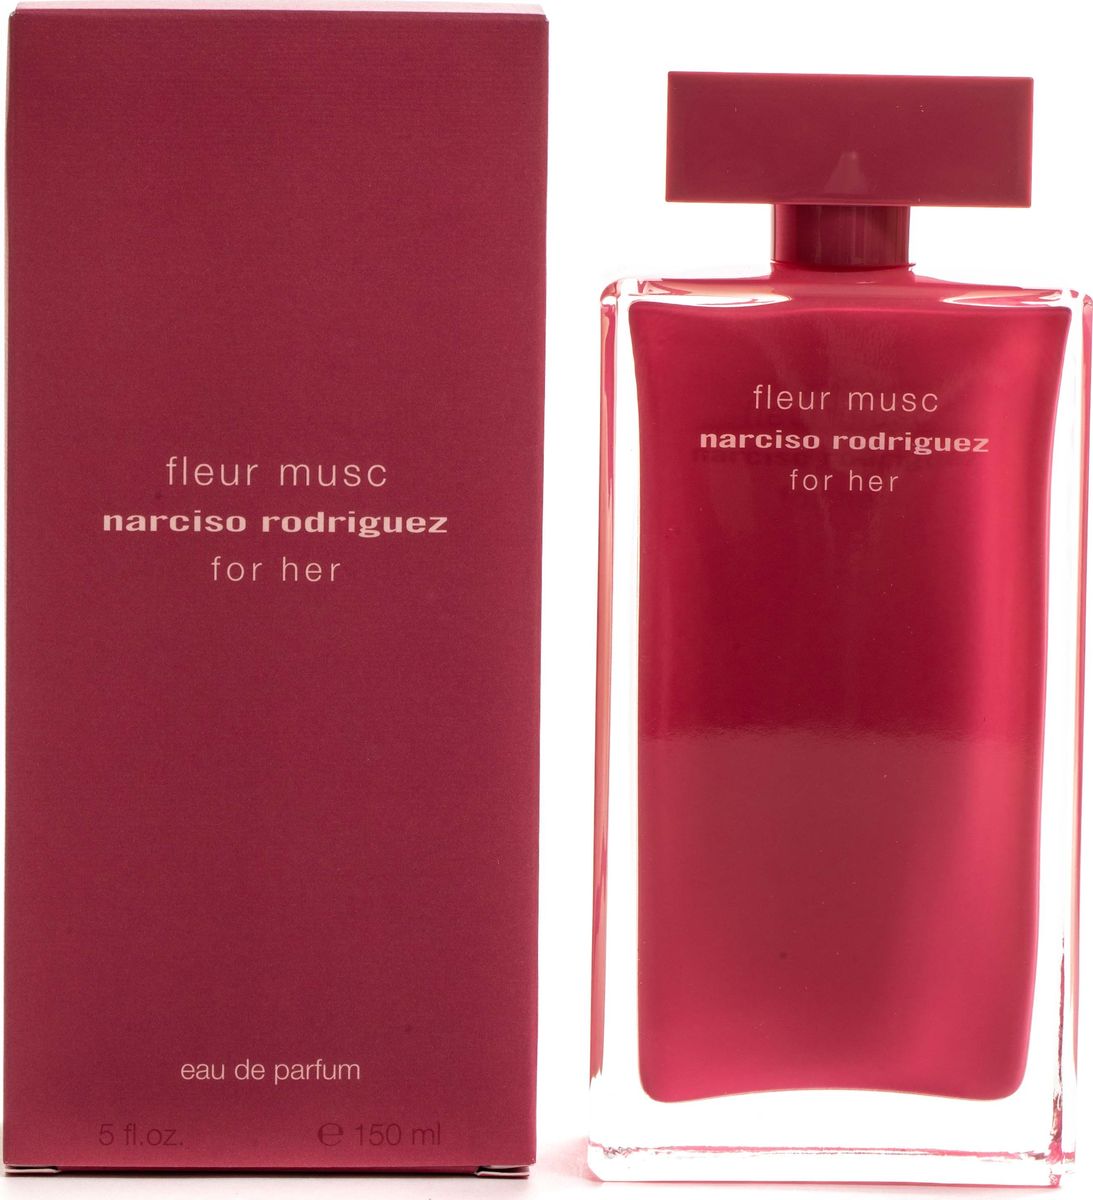 fleur musc
narciso rodriguez
for her
eau de parfum
5 fl.oz. ℮ 150 ml
fleur musc
narciso rodriguez
for her